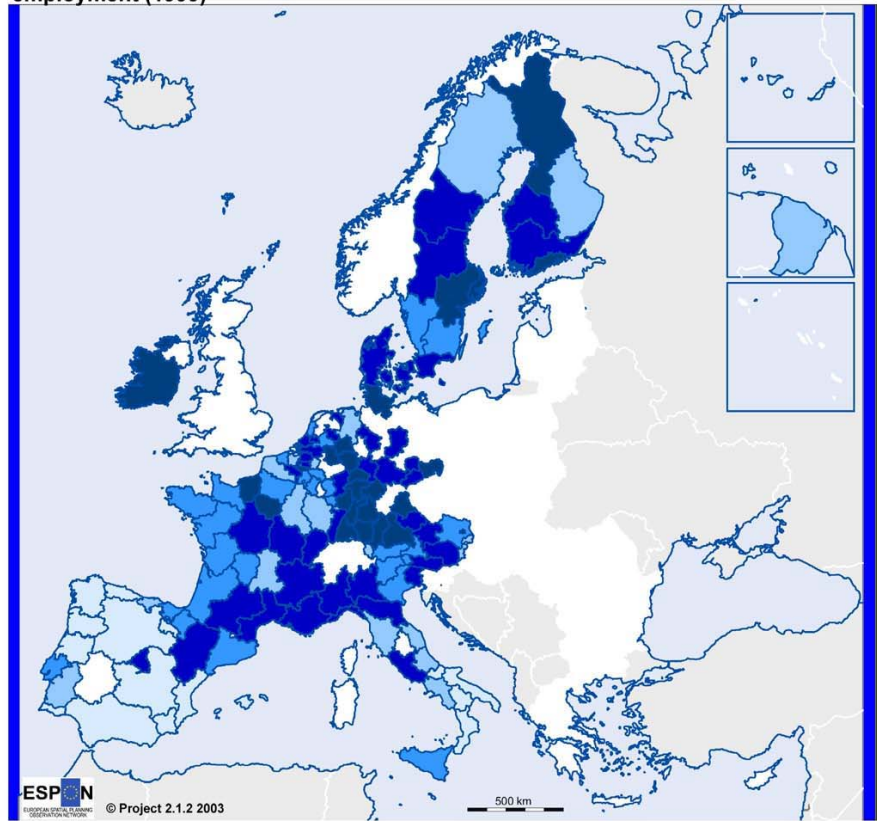 ESPON
EUROPEAN SPATIAL PLANNING
OBSERVATION NETWORK
© Project 2.1.2 2003
500 km